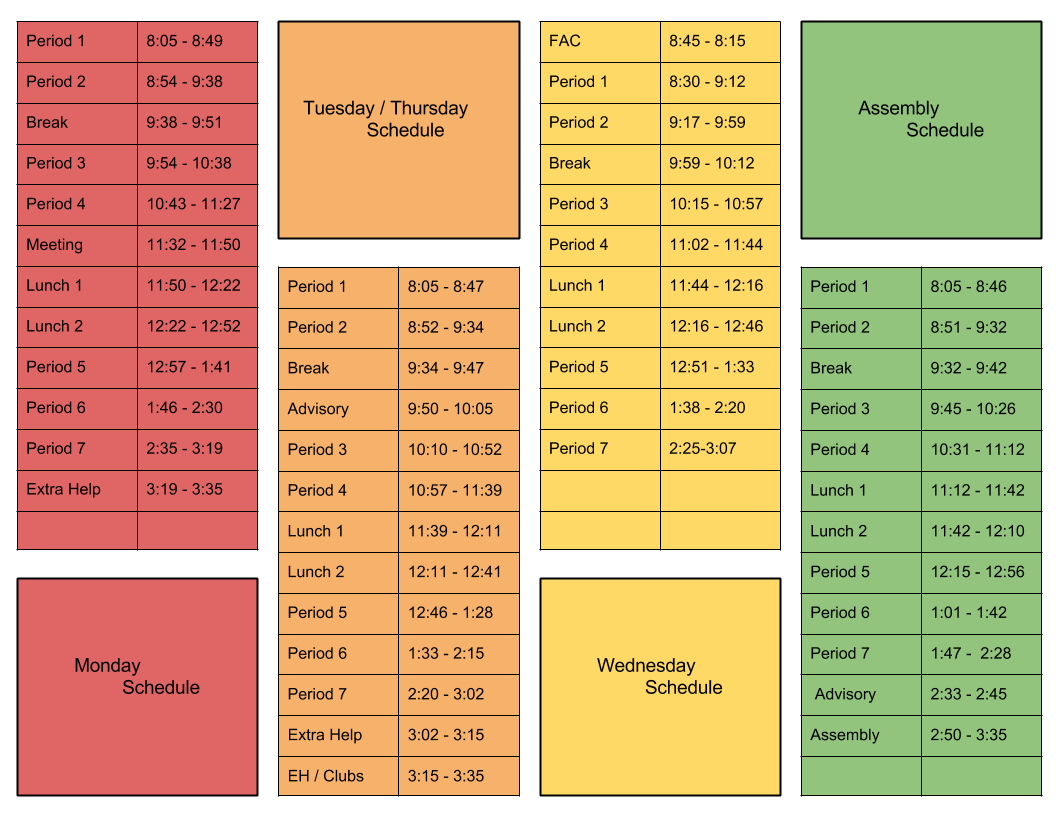 Period 1 8:05 - 8:49
Period 2 8:54 - 9:38
Break 9:38 - 9:51
Period 3 9:54 - 10:38
Period 4 10:43 - 11:27
Meeting 11:32 - 11:50
Lunch 1 11:50 - 12:22
Lunch 2 12:22 - 12:52
Period 5 12:57 - 1:41
Period 6 1:46 - 2:30
Period 7 2:35 - 3:19
Extra Help 3:19 - 3:35
Monday
Schedule
Tuesday / Thursday
Schedule
Period 1 8:05 - 8:47
Period 2 8:52 - 9:34
Break 9:34 - 9:47
Advisory 9:50 - 10:05
Period 3 10:10 - 10:52
Period 4 10:57 - 11:39
Lunch 1 11:39 - 12:11
Lunch 2 12:11 - 12:41
Period 5 12:46 - 1:28
Period 6 1:33 - 2:15
Period 7 2:20 - 3:02
Extra Help 3:02 - 3:15
EH / Clubs 3:15 - 3:35
FAC 8:45 - 8:15
Period 1 8:30 - 9:12
Period 2 9:17 - 9:59
Break 9:59 - 10:12
Period 3 10:15 - 10:57
Period 4 11:02 - 11:44
Lunch 1 11:44 - 12:16
Lunch 2 12:16 - 12:46
Period 5 12:51 - 1:33
Period 6 1:38 - 2:20
Period 7 2:25-3:07
Wednesday
Schedule
Assembly
Schedule
Period 1 8:05 - 8:46
Period 2 8:51 - 9:32
Break 9:32 - 9:42
Period 3 9:45 - 10:26
Period 4 10:31 - 11:12
Lunch 1 11:12 - 11:42
Lunch 2 11:42 - 12:10
Period 5 12:15 - 12:56
Period 6 1:01 - 1:42
Period 7 1:47 - 2:28
Advisory 2:33 - 2:45
Assembly 2:50 - 3:35